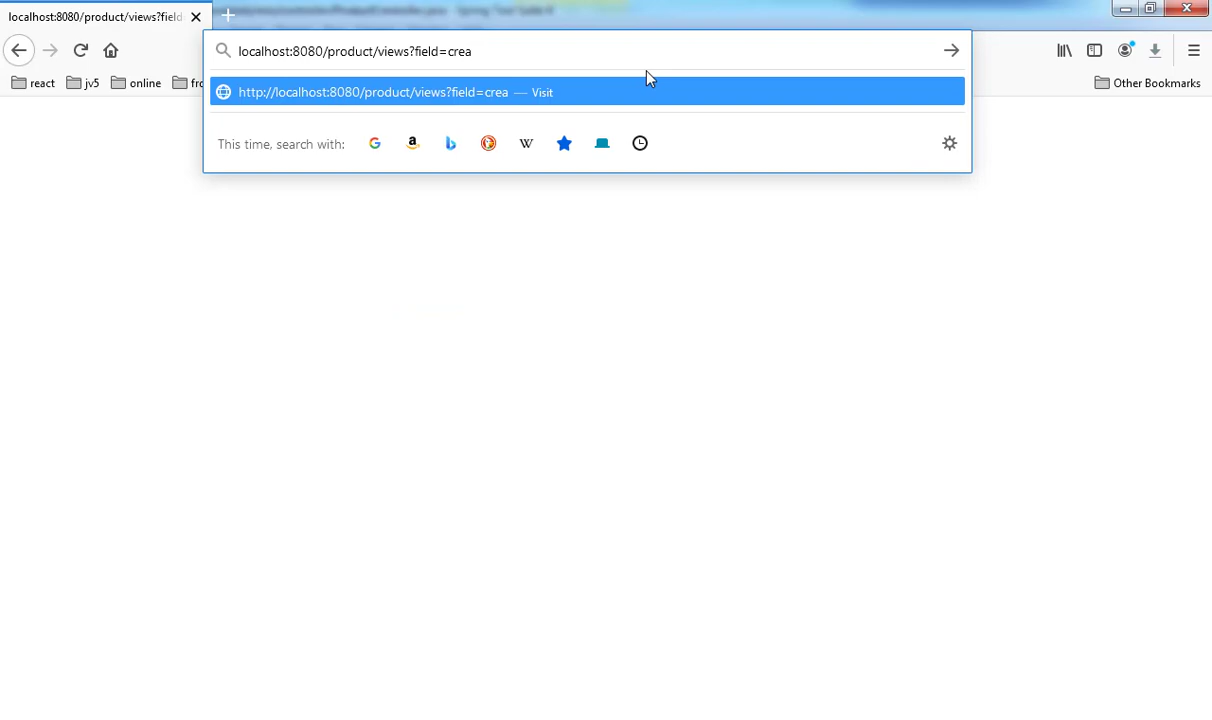 localhost:8080/product/views?field
localhost:8080/product/views?field=crea
http://localhost:8080/product/views?field=crea — Visit
react jv5 online fro Other Bookmarks
This time, search with: